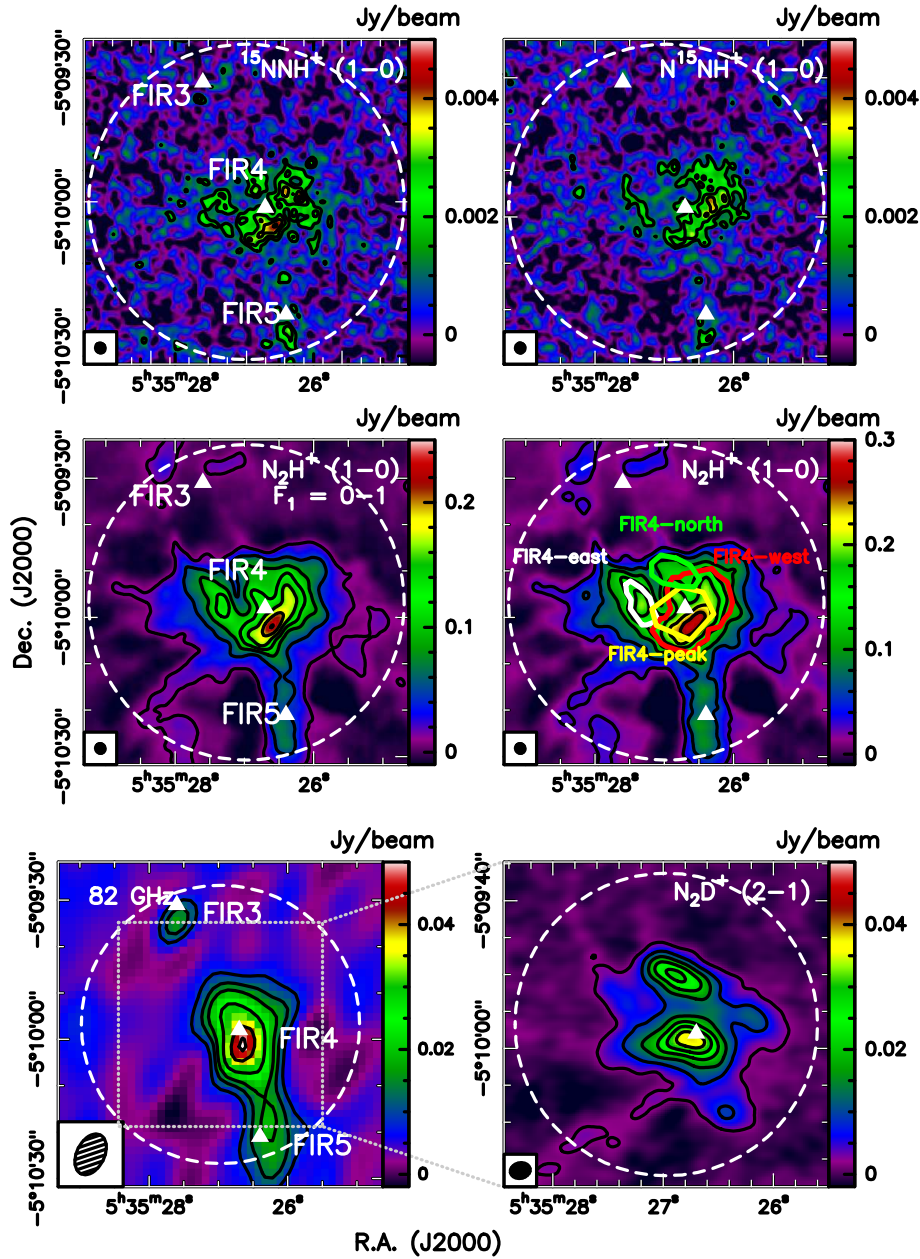 Jy/beam
Jy/beam
¹⁵NNH⁺ (1−0)
N¹⁵NH⁺ (1−0)
FIR3
FIR4
FIR5
−5°09'30"
−5°10'00"
−5°10'30"
0.004
0.002
0
0.004
0.002
0
5ʰ35ᵐ28ˢ
26ˢ
5ʰ35ᵐ28ˢ
26ˢ
Jy/beam
Jy/beam
N₂H⁺ (1−0)
F₁ = 0−1
N₂H⁺ (1−0)
FIR3
FIR4
FIR5
FIR4−north
FIR4−east
FIR4−west
FIR4−peak
−5°09'30"
−5°10'00"
−5°10'30"
0.2
0.1
0
0.3
0.2
0.1
0
5ʰ35ᵐ28ˢ
26ˢ
5ʰ35ᵐ28ˢ
26ˢ
Dec. (J2000)
Jy/beam
Jy/beam
82 GHz
FIR3
FIR4
FIR5
N₂D⁺ (2−1)
−5°09'30"
−5°10'00"
−5°10'30"
0.04
0.02
0
−5°09'40"
−5°10'00"
0.04
0.02
0
5ʰ35ᵐ28ˢ
26ˢ
5ʰ35ᵐ28ˢ
27ˢ
26ˢ
R.A. (J2000)